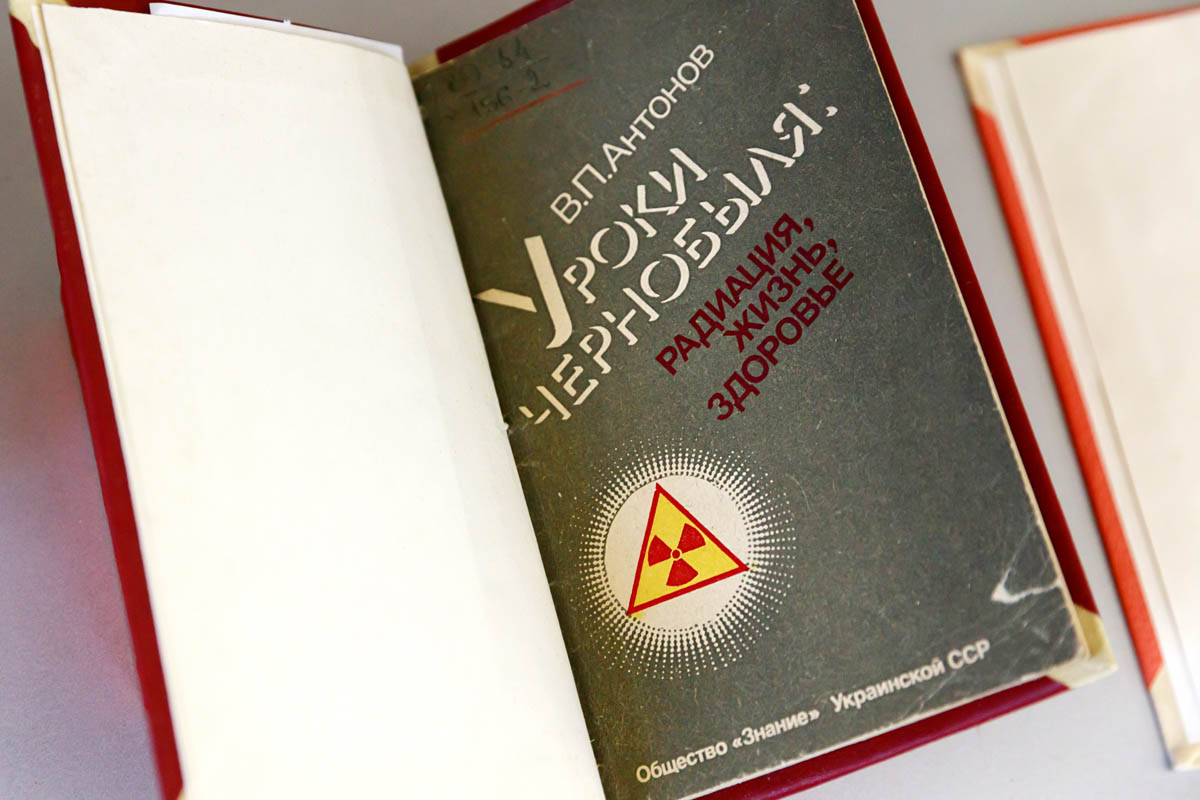 В.П.Антонов
Уроки
Чернобыля:
РАДИАЦИЯ,
ЖИЗНЬ,
ЗДОРОВЬЕ
Общество «Знание» Украинской ССР